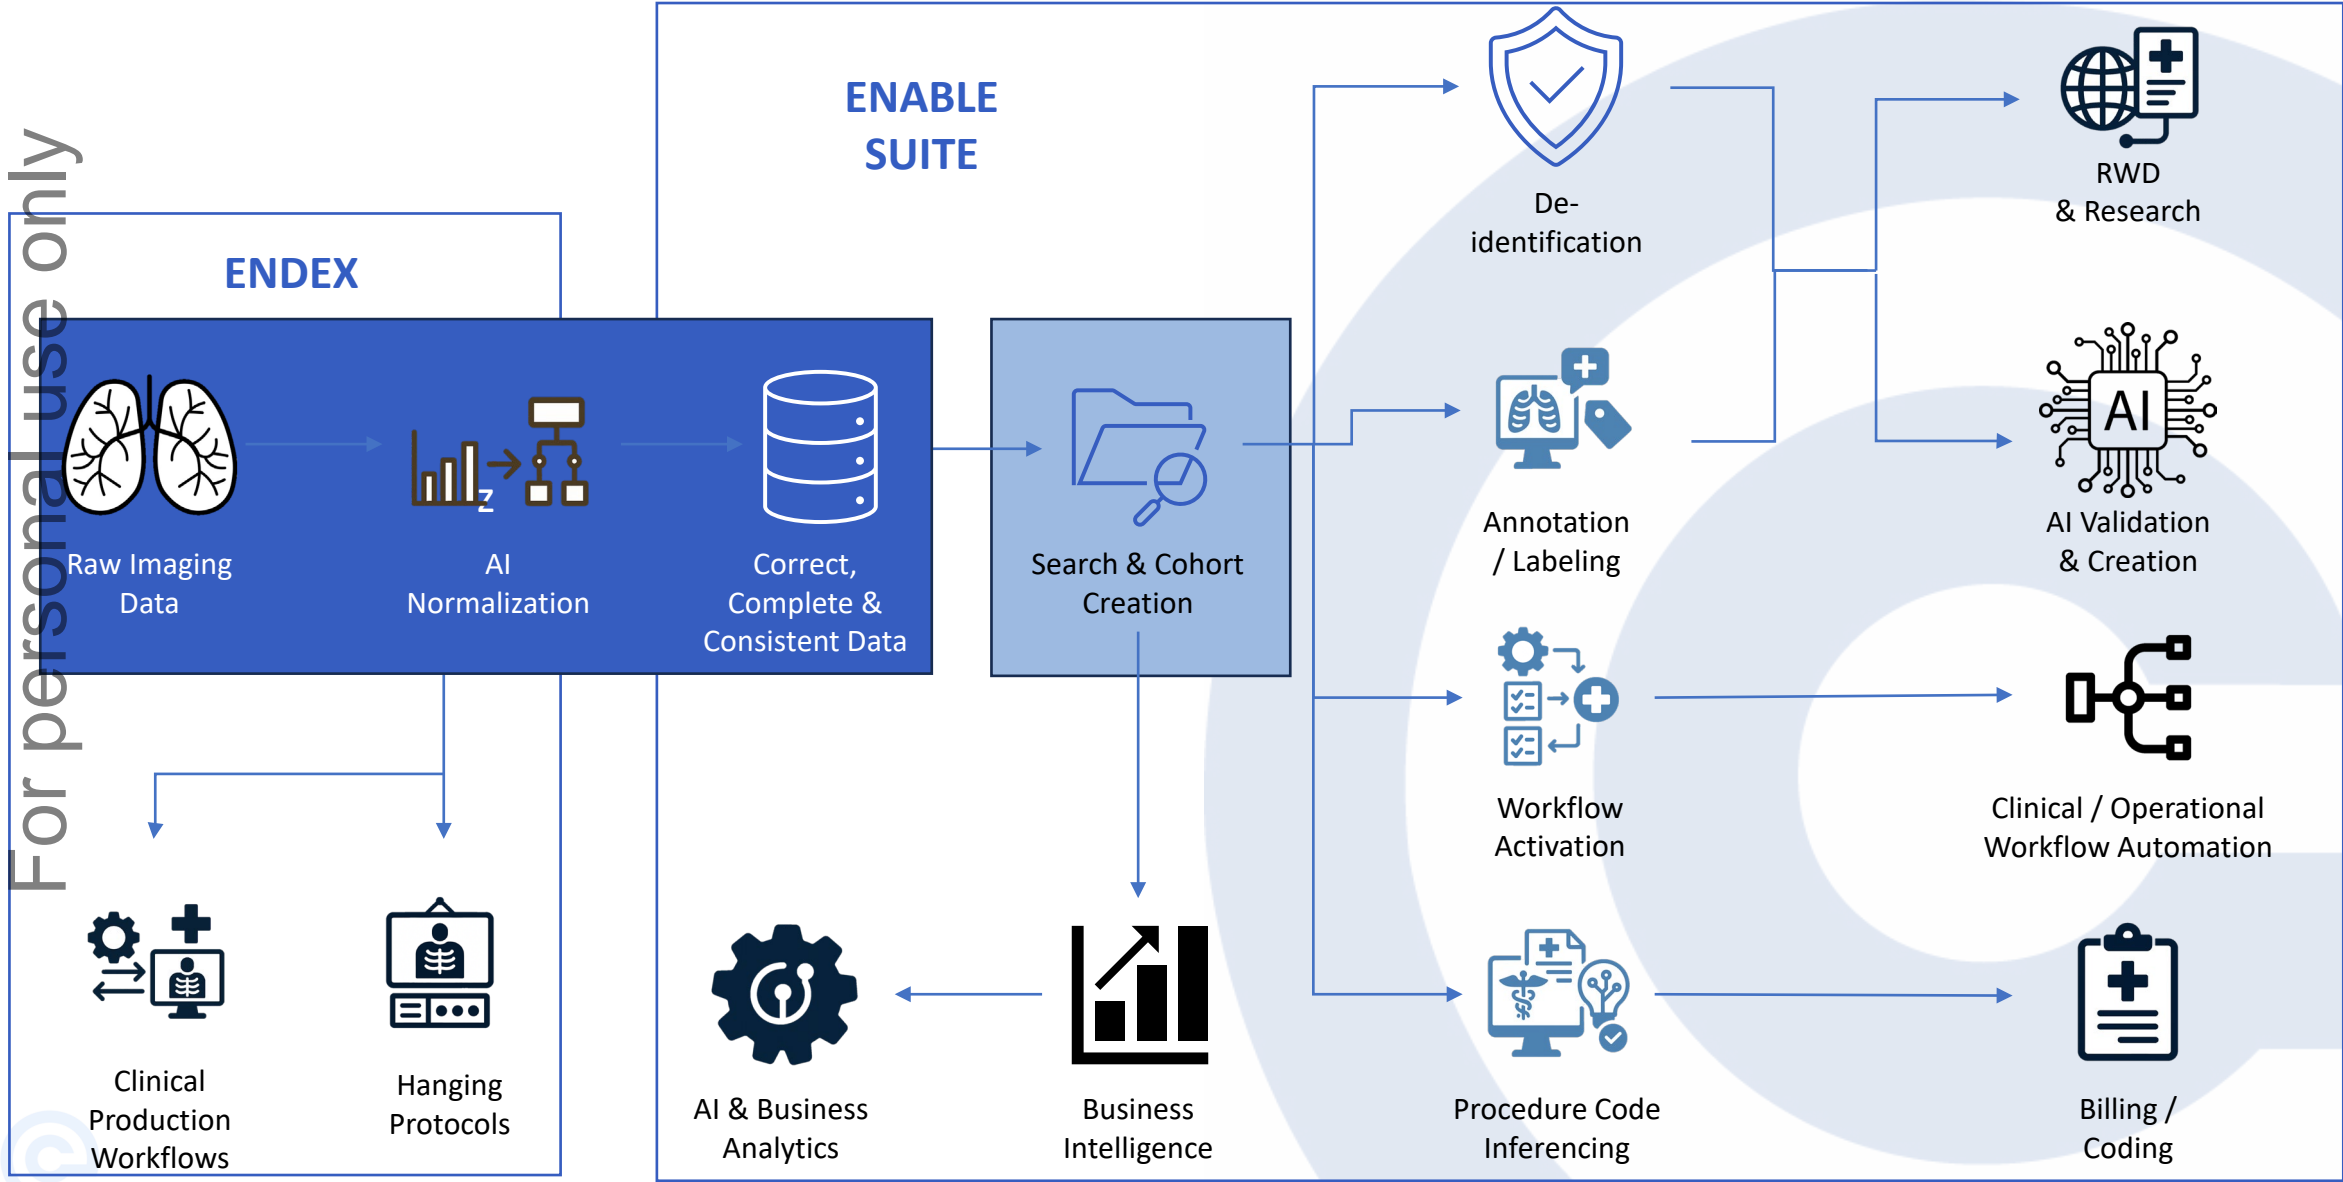 For personal use only
ENDEX
ENABLE
SUITE
Raw Imaging
Data
AI
Normalization
Z
Correct,
Complete &
Consistent Data
Search & Cohort
Creation
De-
identification
RWD
& Research
Annotation
/ Labeling
AI
AI Validation
& Creation
Workflow
Activation
Clinical / Operational
Workflow Automation
Clinical
Production
Workflows
Hanging
Protocols
AI & Business
Analytics
Business
Intelligence
Procedure Code
Inferencing
Billing /
Coding